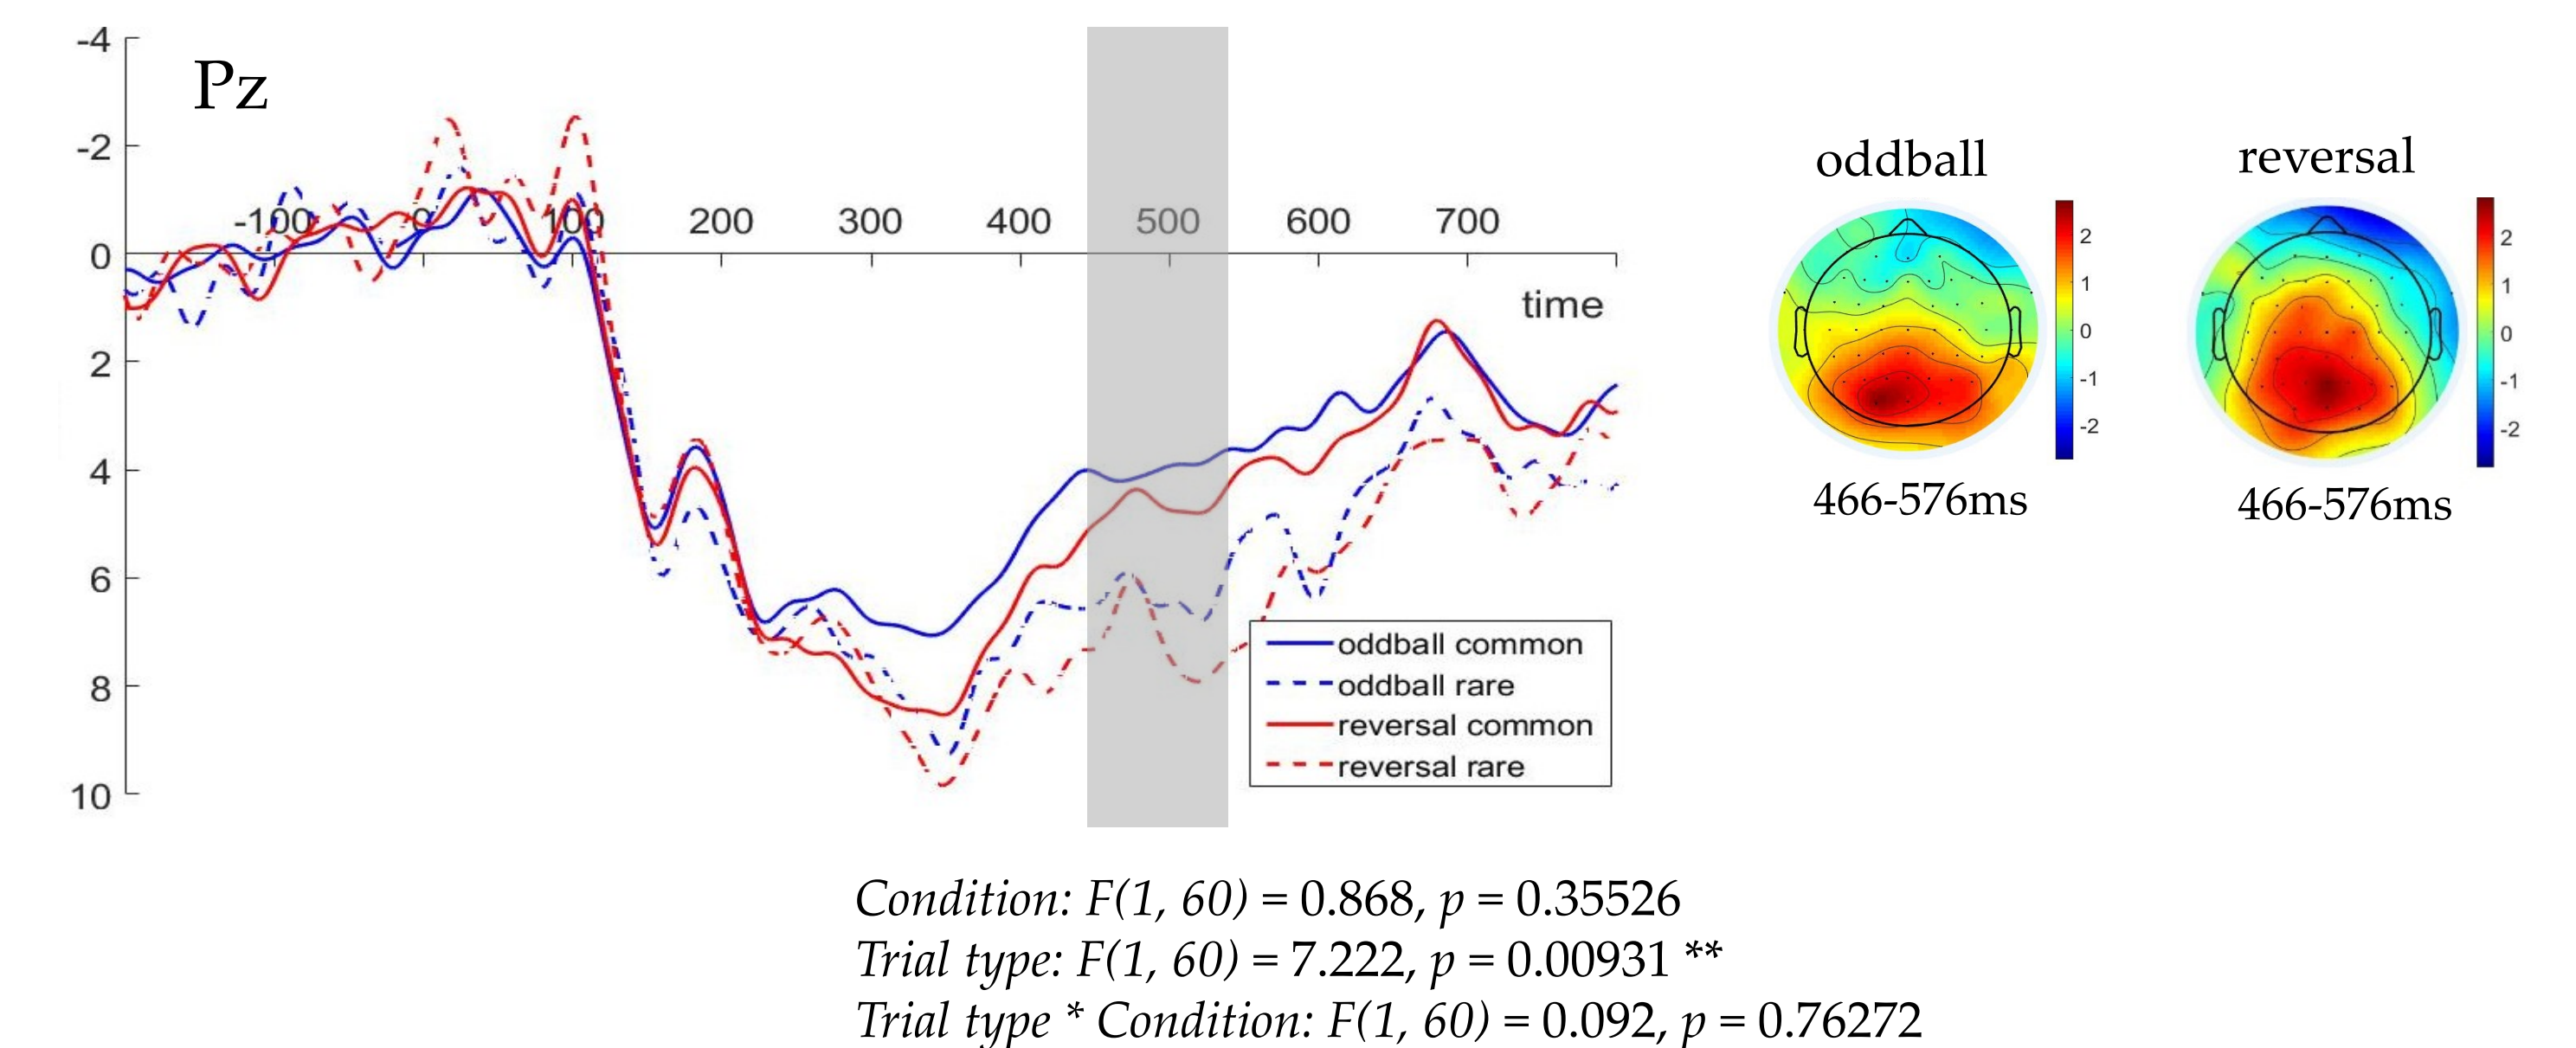 Pz
-4
-2
0
2
4
6
8
10
-100 0 100 200 300 400 500 600 700
time
oddball common
oddball rare
reversal common
reversal rare
oddball
2
1
0
-1
-2
466-576ms
reversal
2
1
0
-1
-2
466-576ms
Condition: F(1, 60) = 0.868, p = 0.35526
Trial type: F(1, 60) = 7.222, p = 0.00931 **
Trial type * Condition: F(1, 60) = 0.092, p = 0.76272